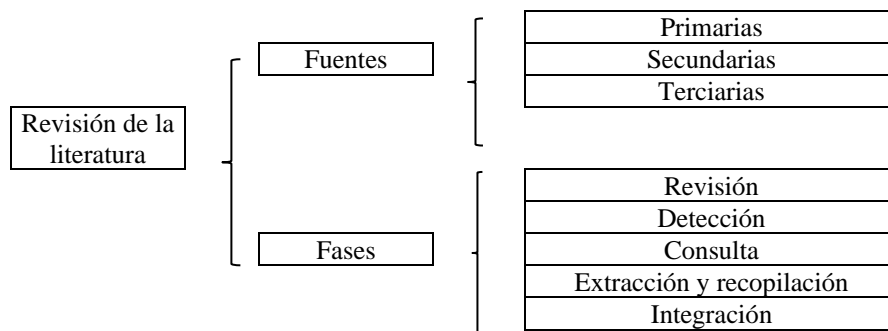 Revisión de la
literatura
Fuentes
Primarias
Secundarias
Terciarias
Fases
Revisión
Detección
Consulta
Extracción y recopilación
Integración